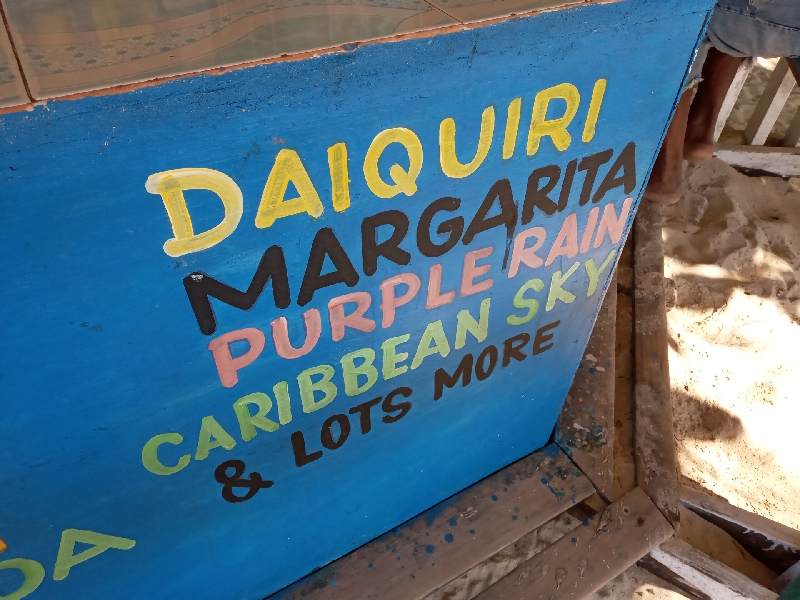 DAIQUIRI
MARGARITA
PURPLE RAIN
CARIBBEAN SKY
& LOTS MORE